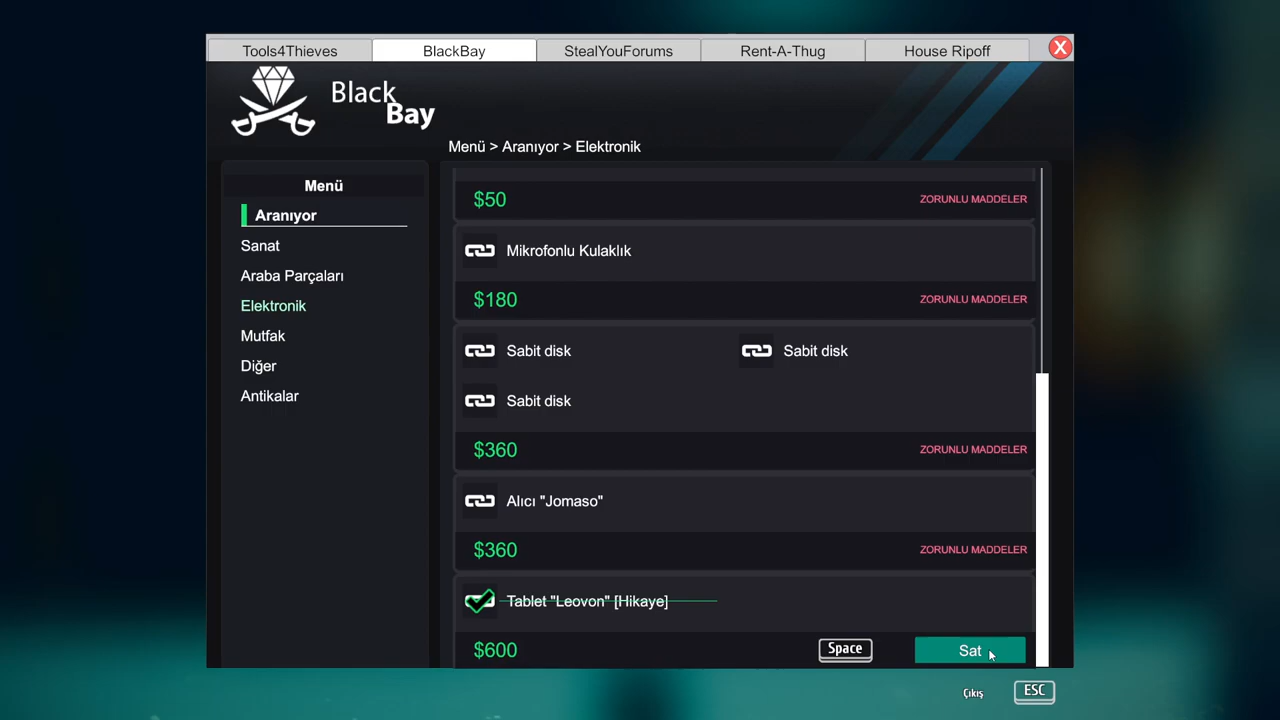 Tools4Thieves
BlackBay
StealYouForums
Rent-A-Thug
House Ripoff
X
Black
Bay
Menü > Aranıyor > Elektronik
Menü
Aranıyor
Sanat
Araba Parçaları
Elektronik
Mutfak
Diğer
Antikalar
$50
ZORUNLU MADDELER
Mikrofonlu Kulaklık
$180
ZORUNLU MADDELER
Sabit disk
Sabit disk
Sabit disk
$360
ZORUNLU MADDELER
Alıcı "Jomaso"
$360
ZORUNLU MADDELER
Tablet "Leovon" [Hikaye]
$600
Space
Sat
Çıkış
ESC